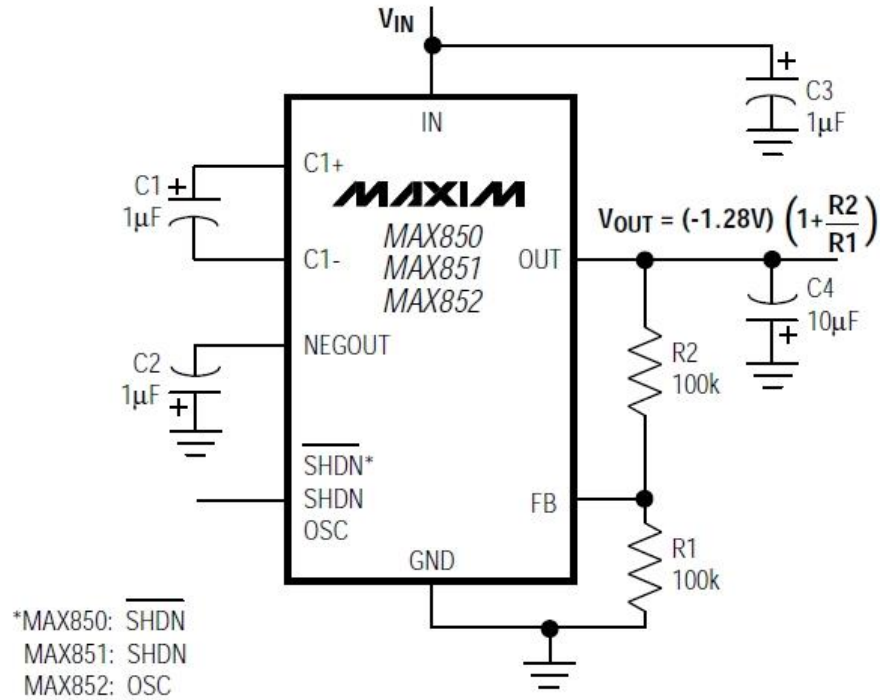 VIN
+
C3
1µF
IN
C1+
C1
+
1µF
MAXIM
VOUT = (-1.28V) (1+R2/R1)
MAX850
C1-
MAX851
OUT
MAX852
C4
10µF
+
NEGOUT
C2
1µF
+
R2
100k
SHDN*
SHDN
FB
OSC
R1
100k
GND
*MAX850: SHDN
MAX851: SHDN
MAX852: OSC